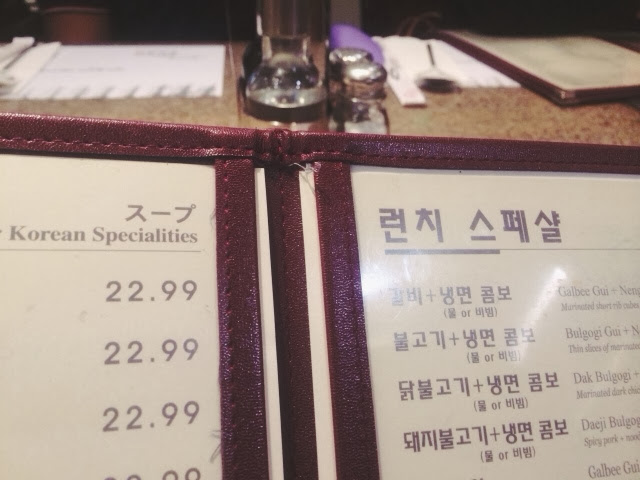 スープ
Korean Specialities
22.99
22.99
22.99
런치 스페샬
갈비+냉면 콤보
Galbee Gui +
(물 or 비빔)
Marinated short rib
불고기+냉면 콤보
Bulgogi Gui +
(물 or 비빔)
Thin slices of
닭불고기+냉면 콤보
Dak Bulgogi +
(물 or 비빔)
Marinated dark
돼지불고기+냉면 콤보
Daeji
(물 or 비빔)
Spicy pork +
Galbee Gui